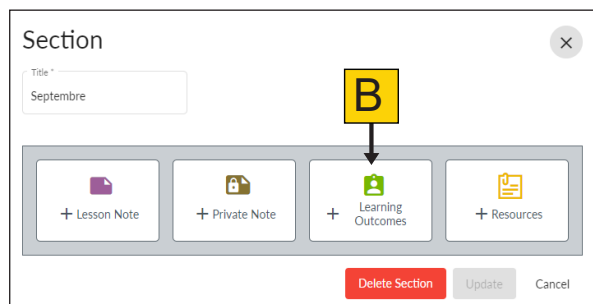 Section
Title *
Septembre
B
+ Lesson Note
+ Private Note
+ Learning
Outcomes
+ Resources
Delete Section
Update
Cancel